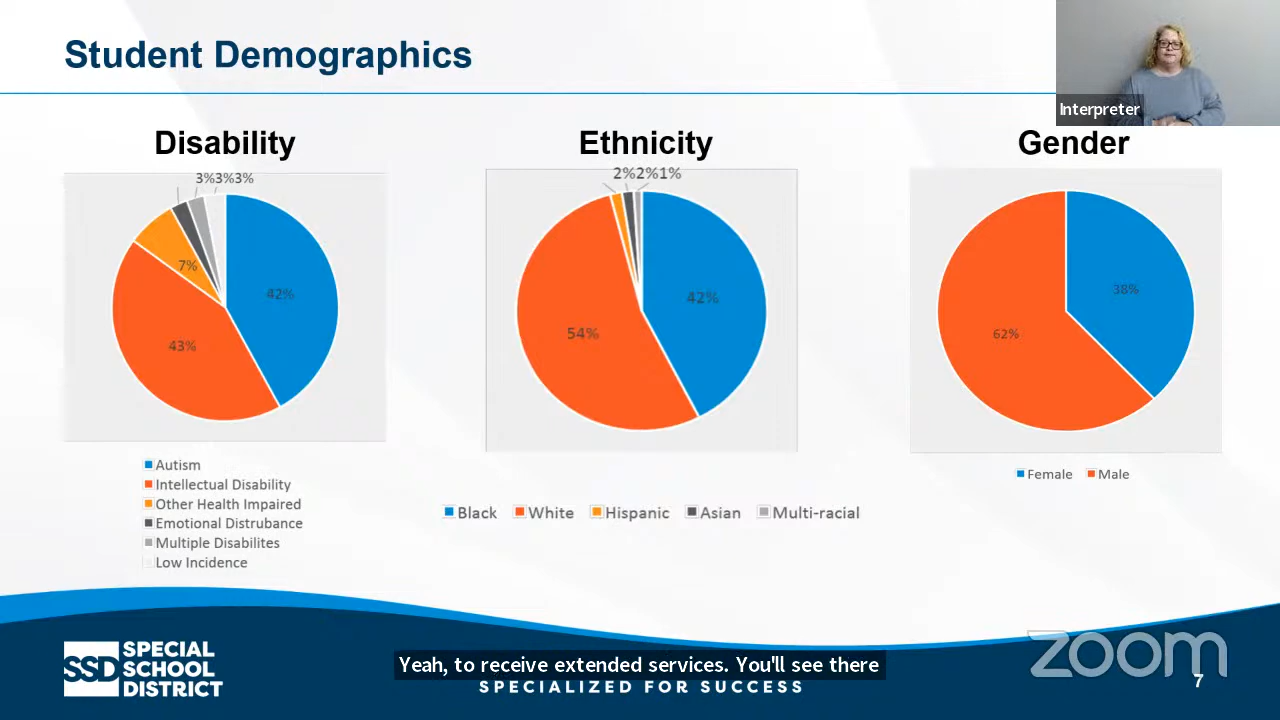 Student Demographics
Interpreter
Disability
3%3%3%
7%
42%
43%
Autism
Intellectual Disability
Other Health Impaired
Emotional Distrubance
Multiple Disabilites
Low Incidence
Ethnicity
2%2%1%
42%
54%
Black White Hispanic Asian Multi-racial
Gender
38%
62%
Female Male
SSD SPECIAL
SCHOOL
DISTRICT
Yeah, to receive extended services. You'll see there
SPECIALIZED FOR SUCCESS
zoom
7